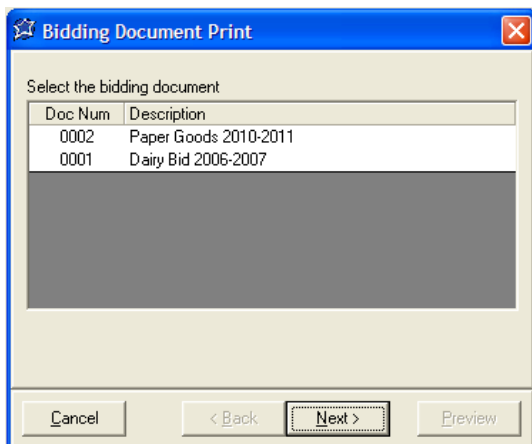 Bidding Document Print
Select the bidding document
Doc Num Description
0002 Paper Goods 2010-2011
0001 Dairy Bid 2006-2007
Cancel < Back Next > Preview